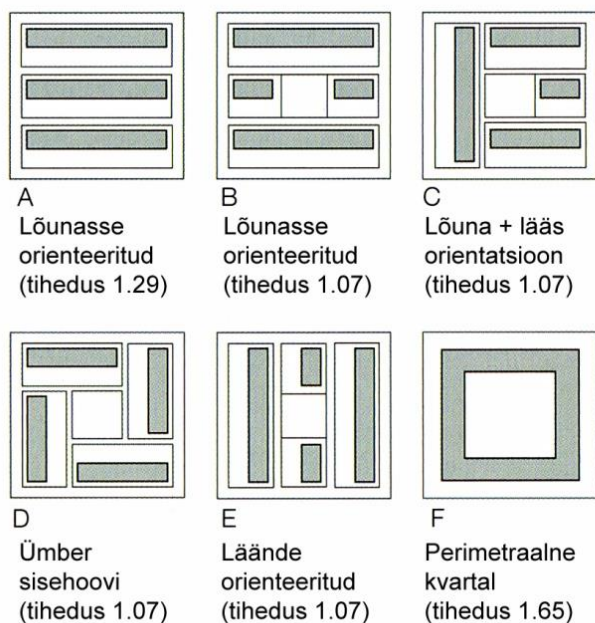 A
Lõunasse
orienteeritud
(tihedus 1.29)
B
Lõunasse
orienteeritud
(tihedus 1.07)
C
Lõuna + lääs
orientatsioon
(tihedus 1.07)
D
Ümber
sisehoovi
(tihedus 1.07)
E
Läände
orienteeritud
(tihedus 1.07)
F
Perimetraalne
kvartal
(tihedus 1.65)